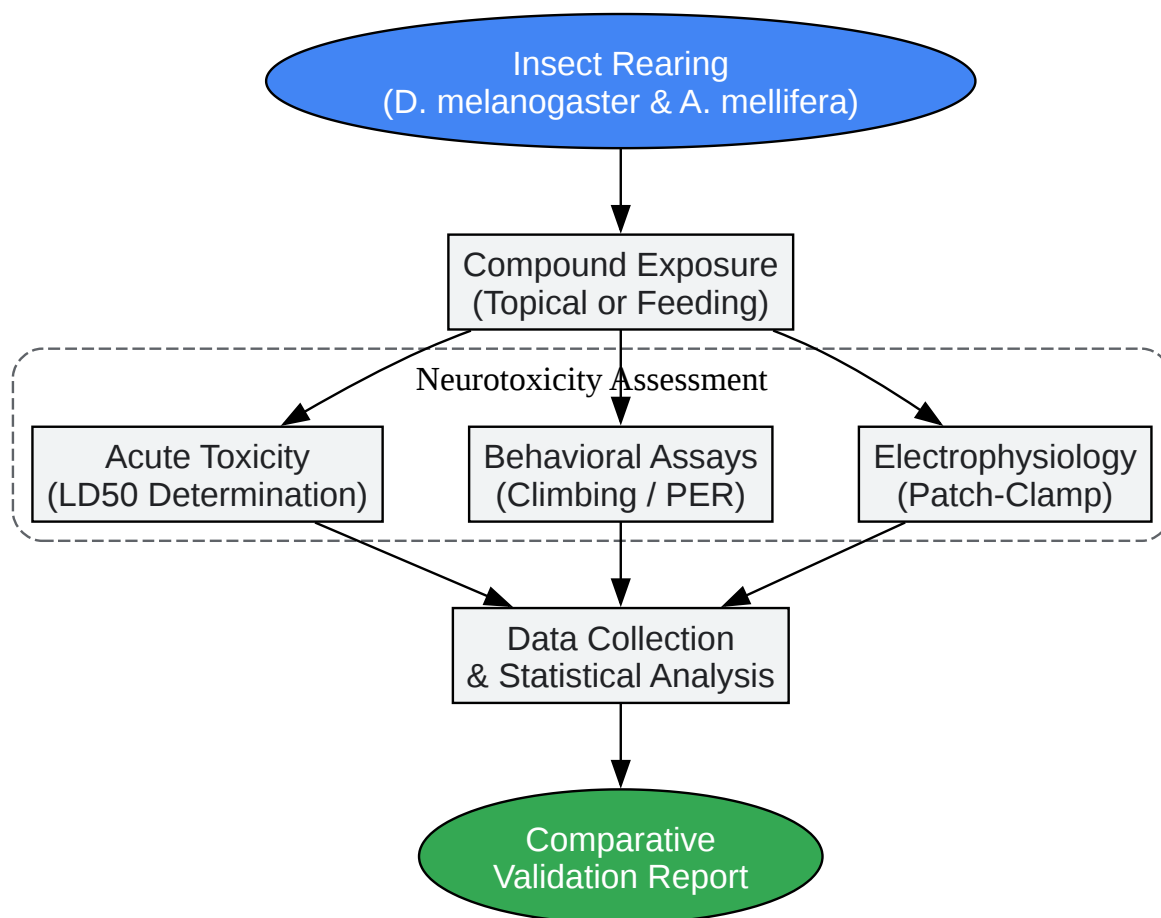 Insect Rearing
(D. melanogaster & A. mellifera)
Compound Exposure
(Topical or Feeding)
Neurotoxicity Assessment
Acute Toxicity
(LD50 Determination)
Behavioral Assays
(Climbing / PER)
Electrophysiology
(Patch-Clamp)
Data Collection
& Statistical Analysis
Comparative
Validation Report